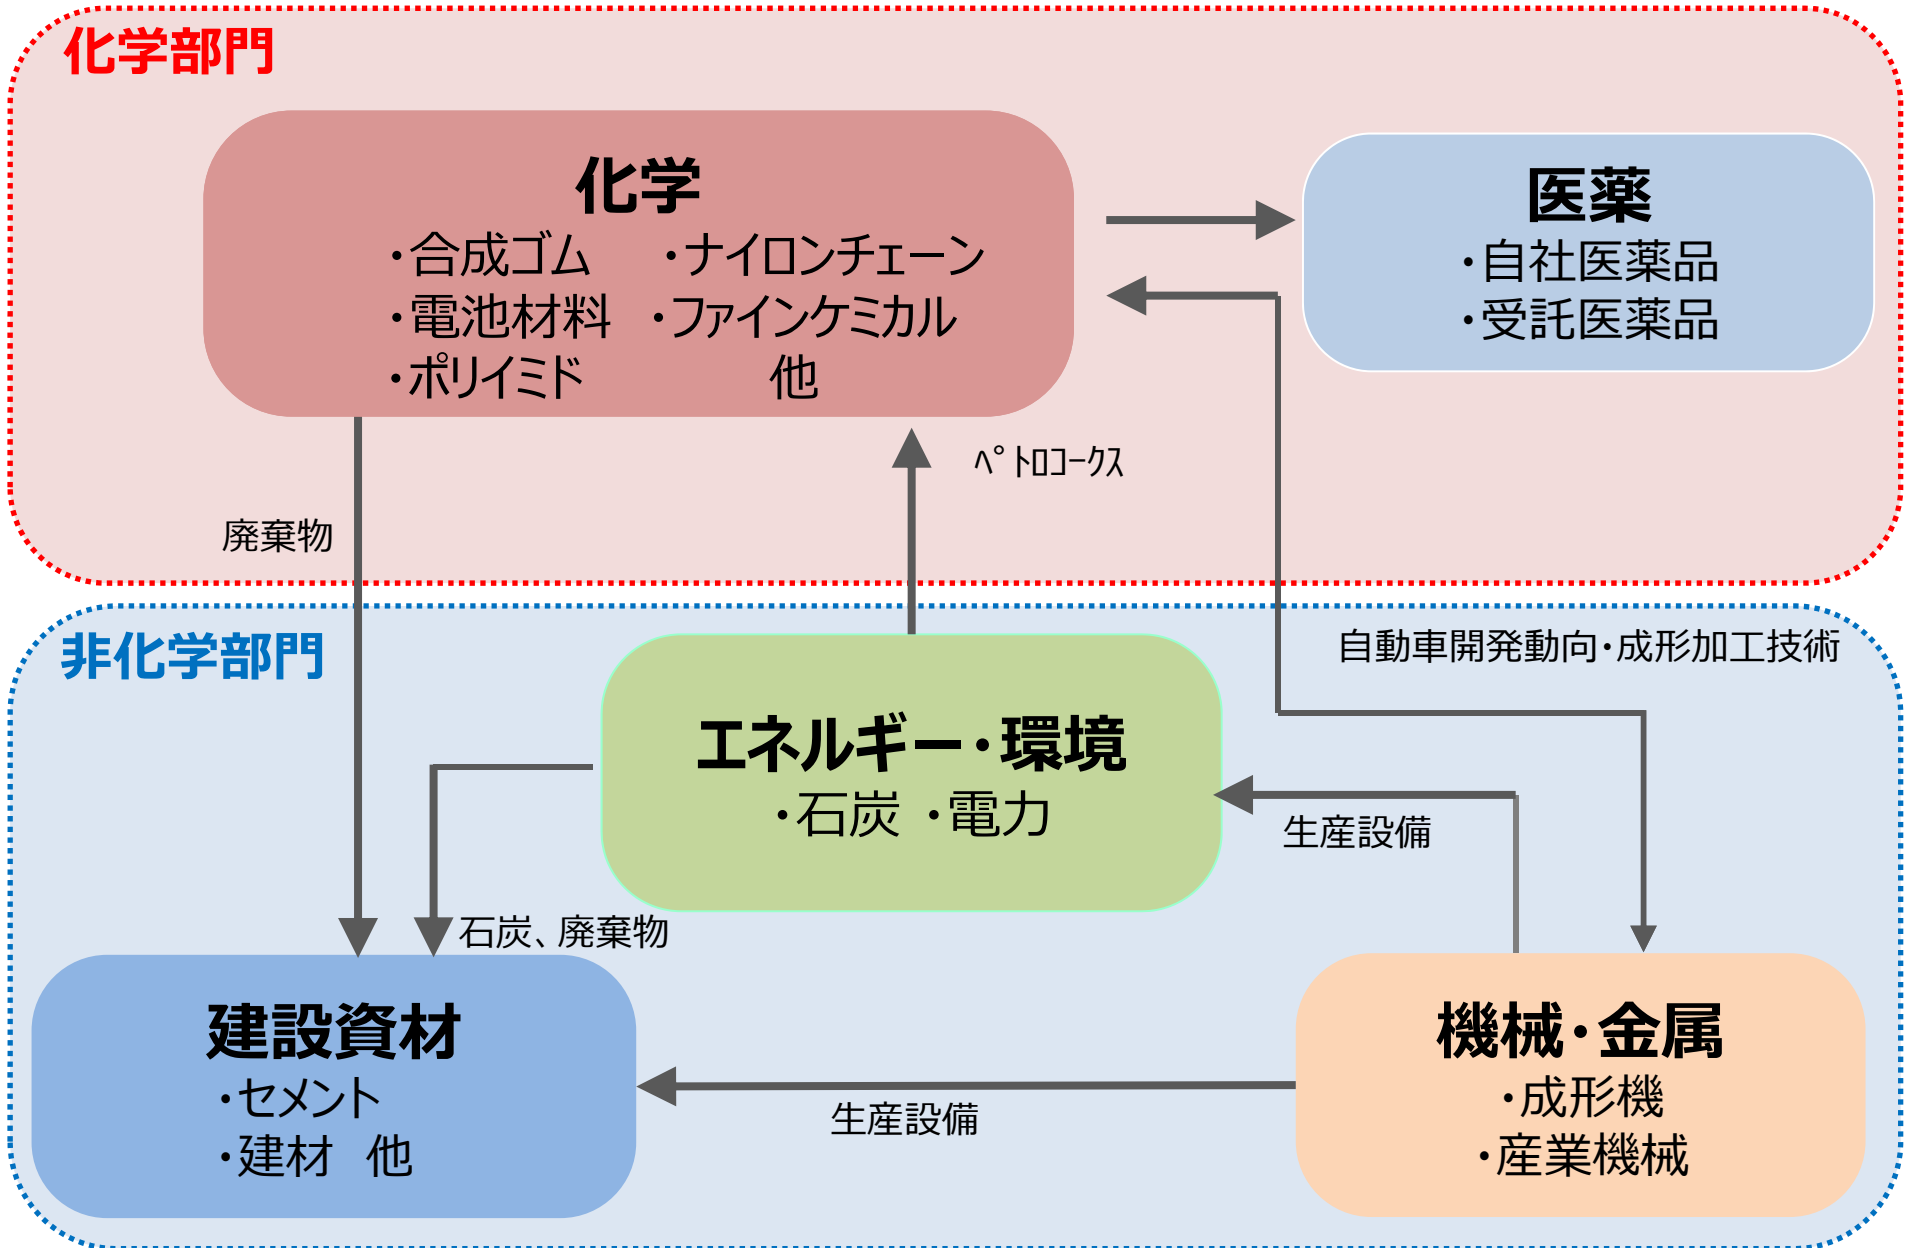 化学部門
化学
・合成ゴム ・ナイロンチェーン
・電池材料 ・ファインケミカル
・ポリイミド 他
医薬
・自社医薬品
・受託医薬品
ﾍﾟﾄﾛｺｰｸｽ
廃棄物
非化学部門
自動車開発動向・成形加工技術
エネルギー・環境
・石炭 ・電力
生産設備
石炭、廃棄物
建設資材
・セメント
・建材 他
機械・金属
・成形機
・産業機械
生産設備